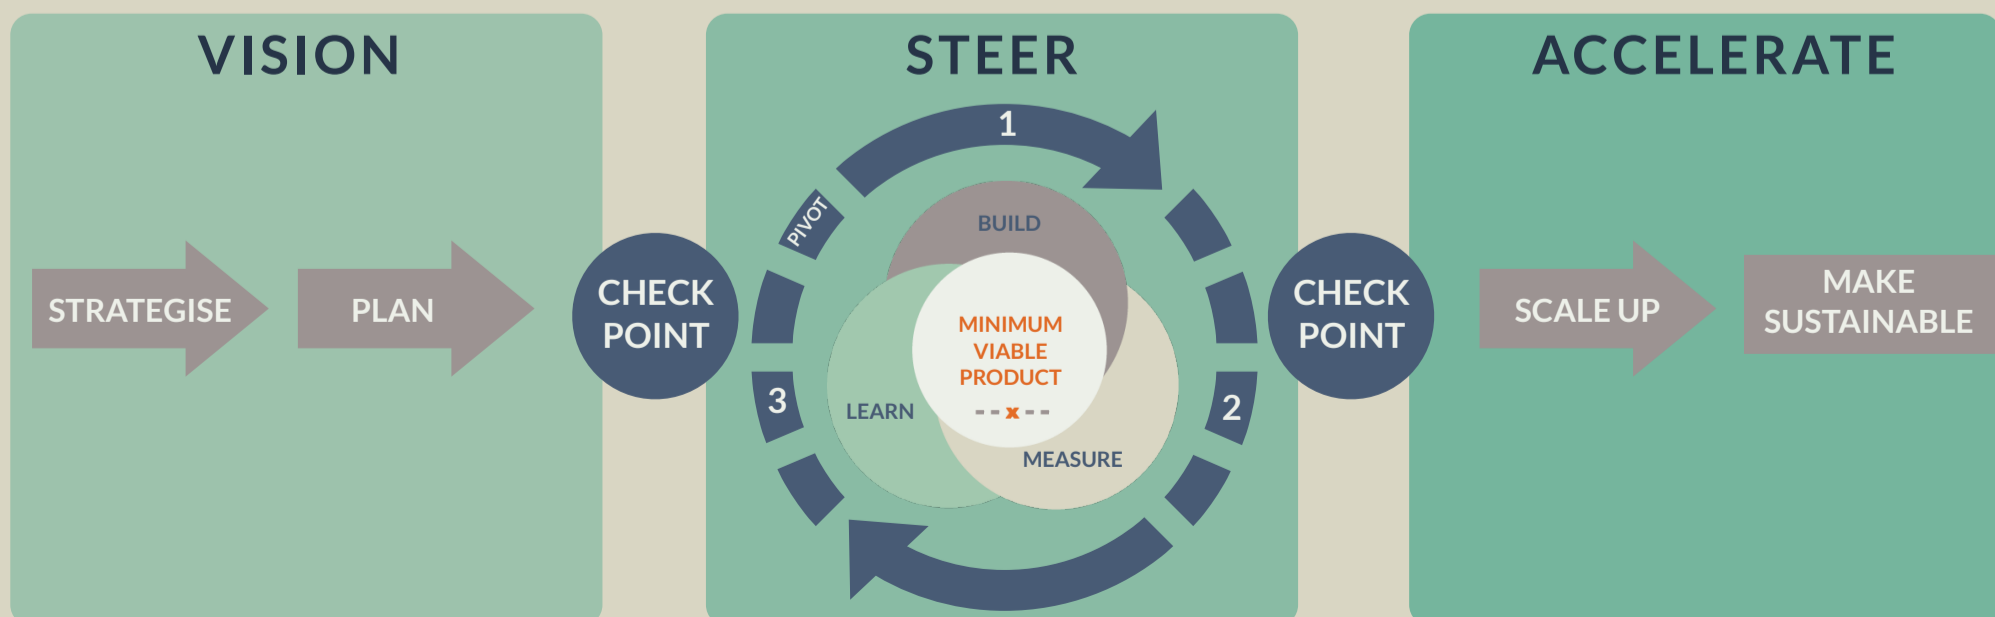 VISION
STRATEGISE
PLAN
CHECK
POINT
STEER
1
PIVOT
BUILD
MINIMUM
VIABLE
PRODUCT
--x--
LEARN
MEASURE
3
2
CHECK
POINT
ACCELERATE
SCALE UP
MAKE
SUSTAINABLE